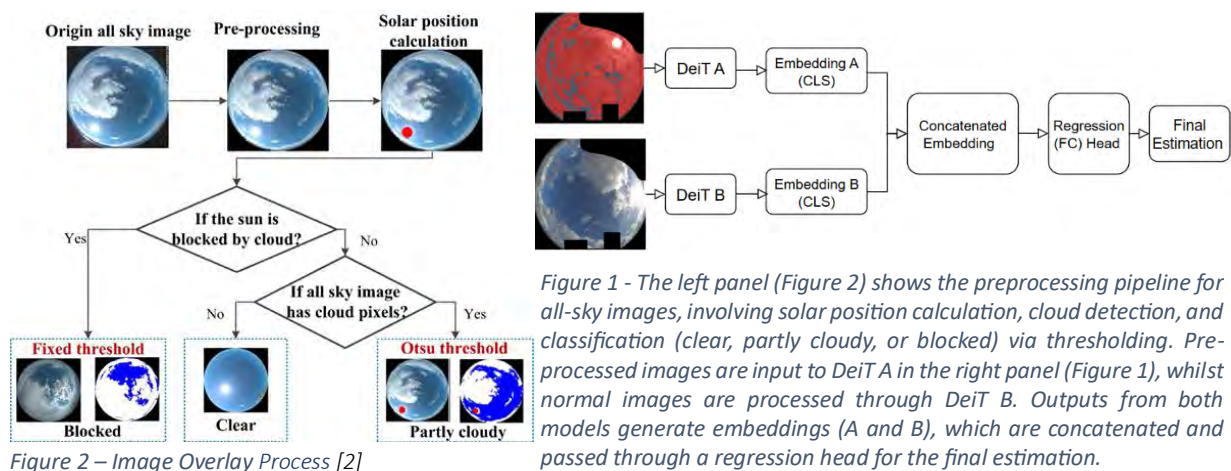 Origin all sky image
Pre-processing
Solar position
calculation
If the sun is
blocked by cloud?
Yes
No
If all sky image
has cloud pixels?
No
Yes
Fixed threshold
Blocked
Clear
Otsu threshold
Partly cloudy
Figure 2 – Image Overlay Process [2]
DeiT A
Embedding A
(CLS)
DeiT B
Embedding B
(CLS)
Concatenated
Embedding
Regression
(FC) Head
Final
Estimation
Figure 1 - The left panel (Figure 2) shows the preprocessing pipeline for
all-sky images, involving solar position calculation, cloud detection, and
classification (clear, partly cloudy, or blocked) via thresholding. Pre-
processed images are input to DeiT A in the right panel (Figure 1), whilst
normal images are processed through DeiT B. Outputs from both
models generate embeddings (A and B), which are concatenated and
passed through a regression head for the final estimation.